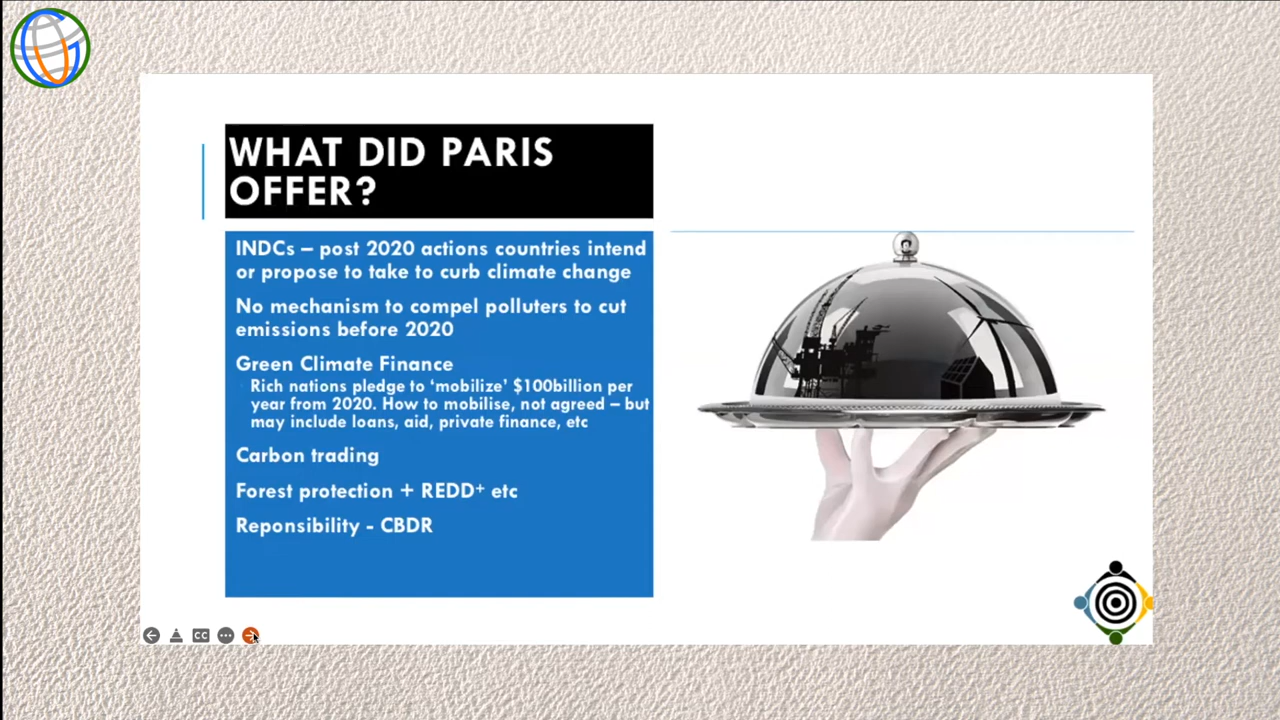 WHAT DID PARIS
OFFER?
INDCs – post 2020 actions countries intend
or propose to take to curb climate change
No mechanism to compel polluters to cut
emissions before 2020
Green Climate Finance
Rich nations pledge to ‘mobilize’ $100billion per
year from 2020. How to mobilise, not agreed – but
may include loans, aid, private finance, etc
Carbon trading
Forest protection + REDD⁺ etc
Reponsibility - CBDR
CC